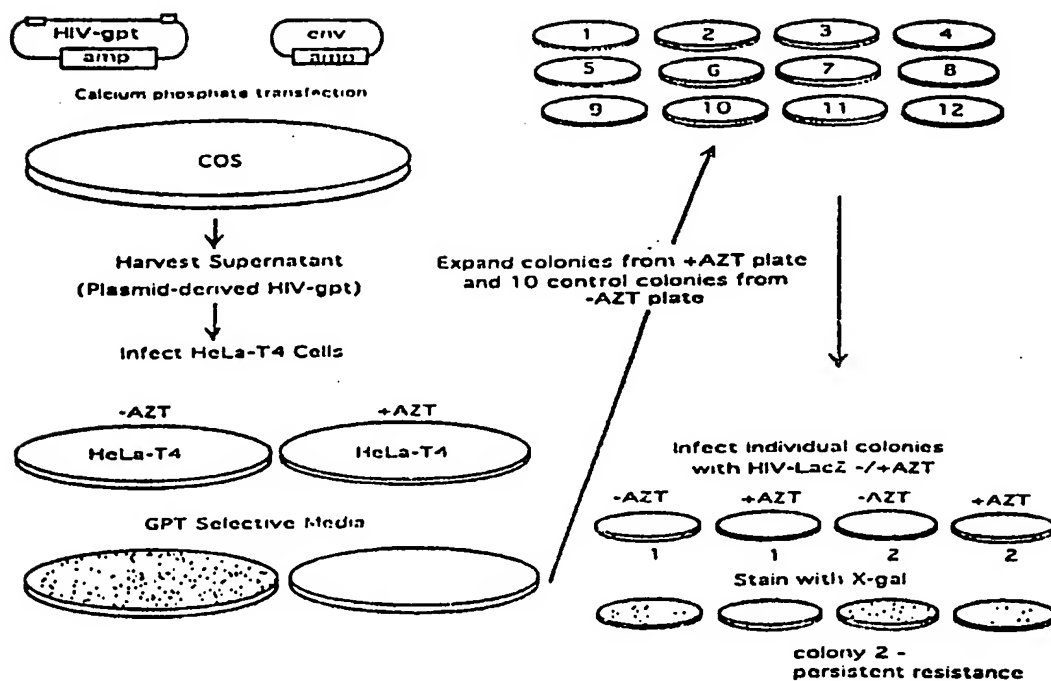 HIV-gpt
amp
env
amp
Calcium phosphate transfection
COS
Harvest Supernatant
(Plasmid-derived HIV-gpt)
Infect HeLa-T4 Cells
-AZT
+AZT
HeLa-T4
HeLa-T4
GPT Selective Media
1
2
3
4
5
6
7
8
9
10
11
12
Expand colonies from +AZT plate
and 10 control colonies from
-AZT plate
Infect individual colonies
with HIV-LacZ -/+AZT
-AZT
+AZT
-AZT
+AZT
1
1
2
2
Stain with X-gal
colony 2 -
persistent resistance